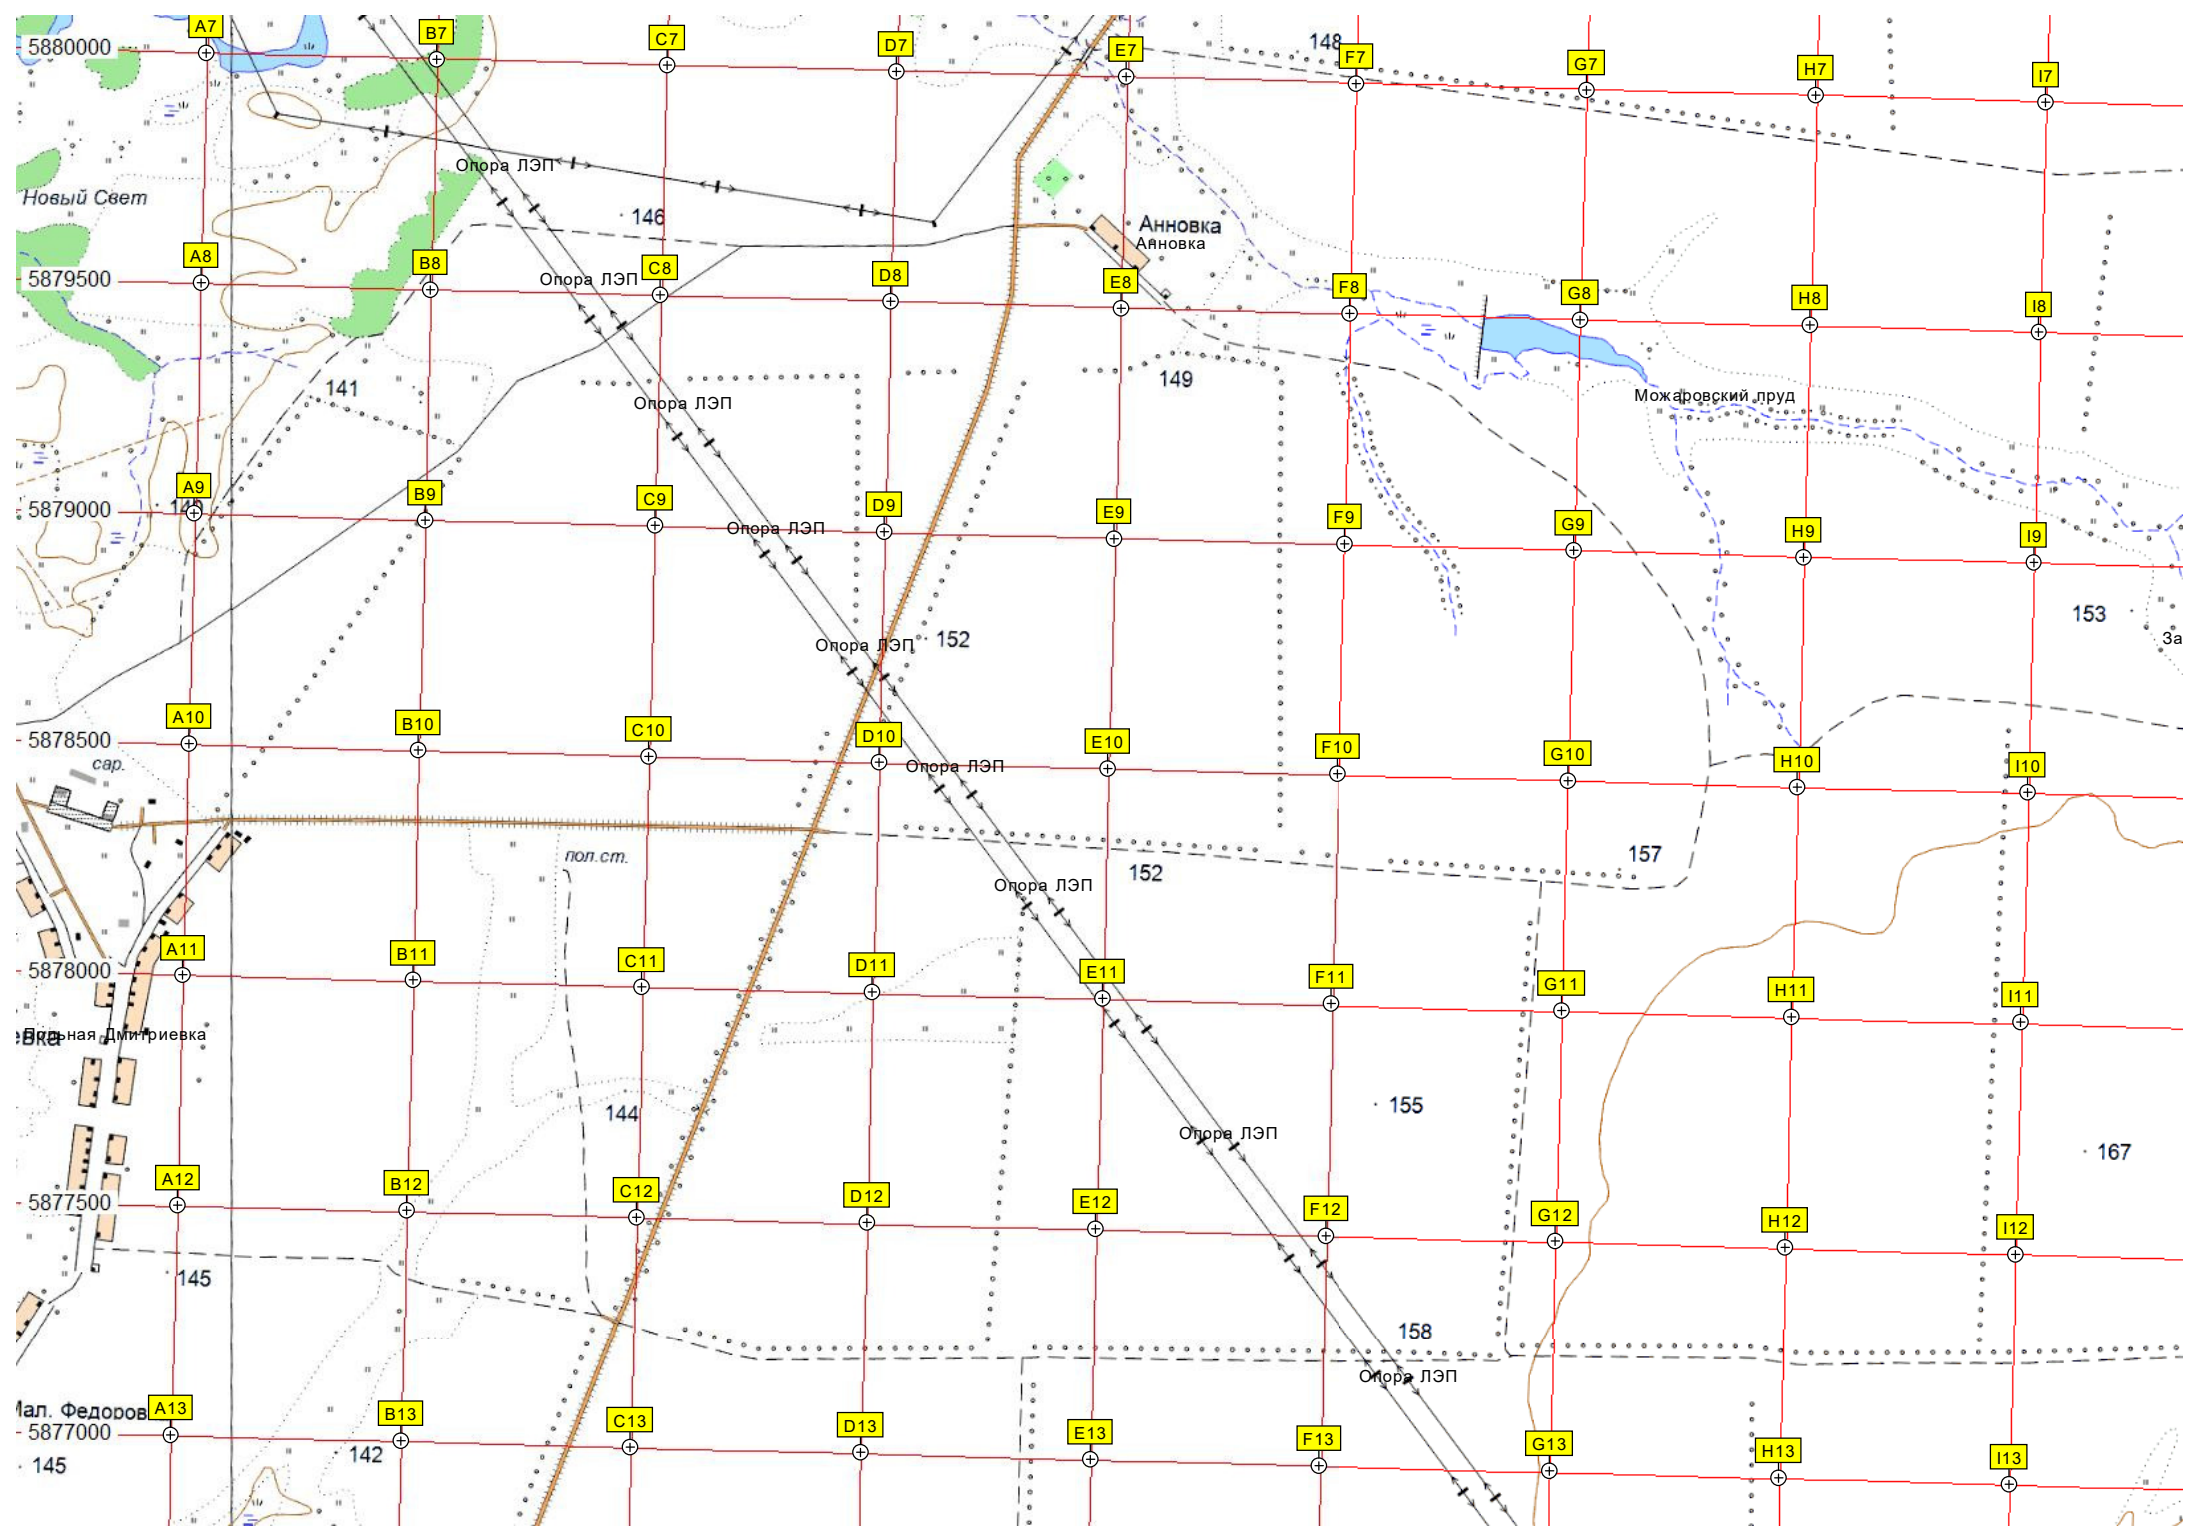 A7
B7
C7
D7
E7
148
F7
G7
H7
I7
5880000
Опора ЛЭП
Новый Свет
146
Анновка
Анновка
A8
B8
C8
D8
E8
F8
G8
H8
I8
5879500
Опора ЛЭП
141
149
Опора ЛЭП
Можаровский пруд
A9
B9
C9
D9
E9
F9
G9
H9
I9
5879000
Опора ЛЭП
153
152
Опора ЛЭП
За
A10
B10
C10
D10
E10
F10
G10
H10
I10
5878500
сар.
Опора ЛЭП
пол.ст.
152
157
Опора ЛЭП
A11
B11
C11
D11
E11
F11
G11
H11
I11
5878000
Польная Дмитриевка
евка
144
155
Опора ЛЭП
167
A12
B12
C12
D12
E12
F12
G12
H12
I12
5877500
145
158
Опора ЛЭП
Мал. Федоров
A13
B13
C13
D13
E13
F13
G13
H13
I13
5877000
145
142